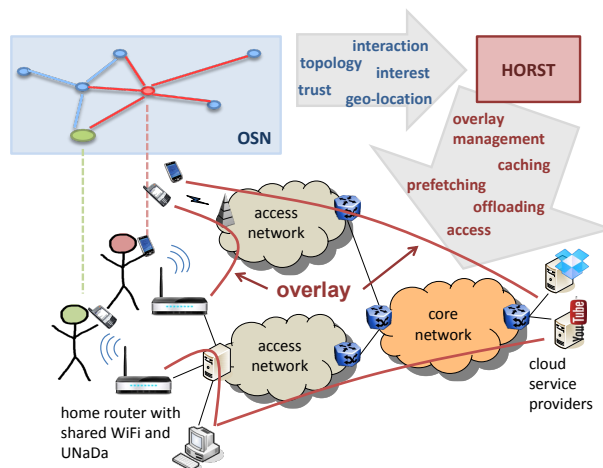 interaction
topology
interest
trust
geo-location
HORST
OSN
overlay
management
caching
prefetching
offloading
access
access
network
overlay
core
network
access
network
YouTube
cloud
service
providers
home router with
shared WiFi and
UNaDa